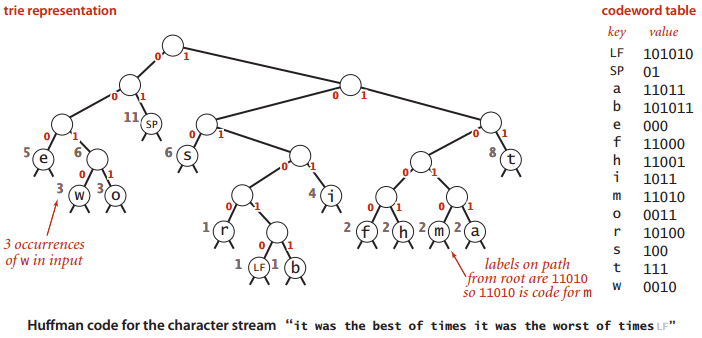 trie representation
codeword table
key value
LF 101010
SP 01
a 11011
b 101011
e 000
f 11000
h 11001
i 1011
m 11010
o 0011
r 10100
s 100
t 111
w 0010
0 1
0 1
0 1
11 SP
0 1
0 1
0 1
5 e
6
6 s
0 1
0 1
8 t
0 1
3 w
3 o
0 1
4 i
0 1
0 1
1 r
0 1
2 f
2 h
2 m
2 a
1 LF
1 b
3 occurrences
of w in input
labels on path
from root are 11010
so 11010 is code for m
Huffman code for the character stream “it was the best of times it was the worst of times LF”